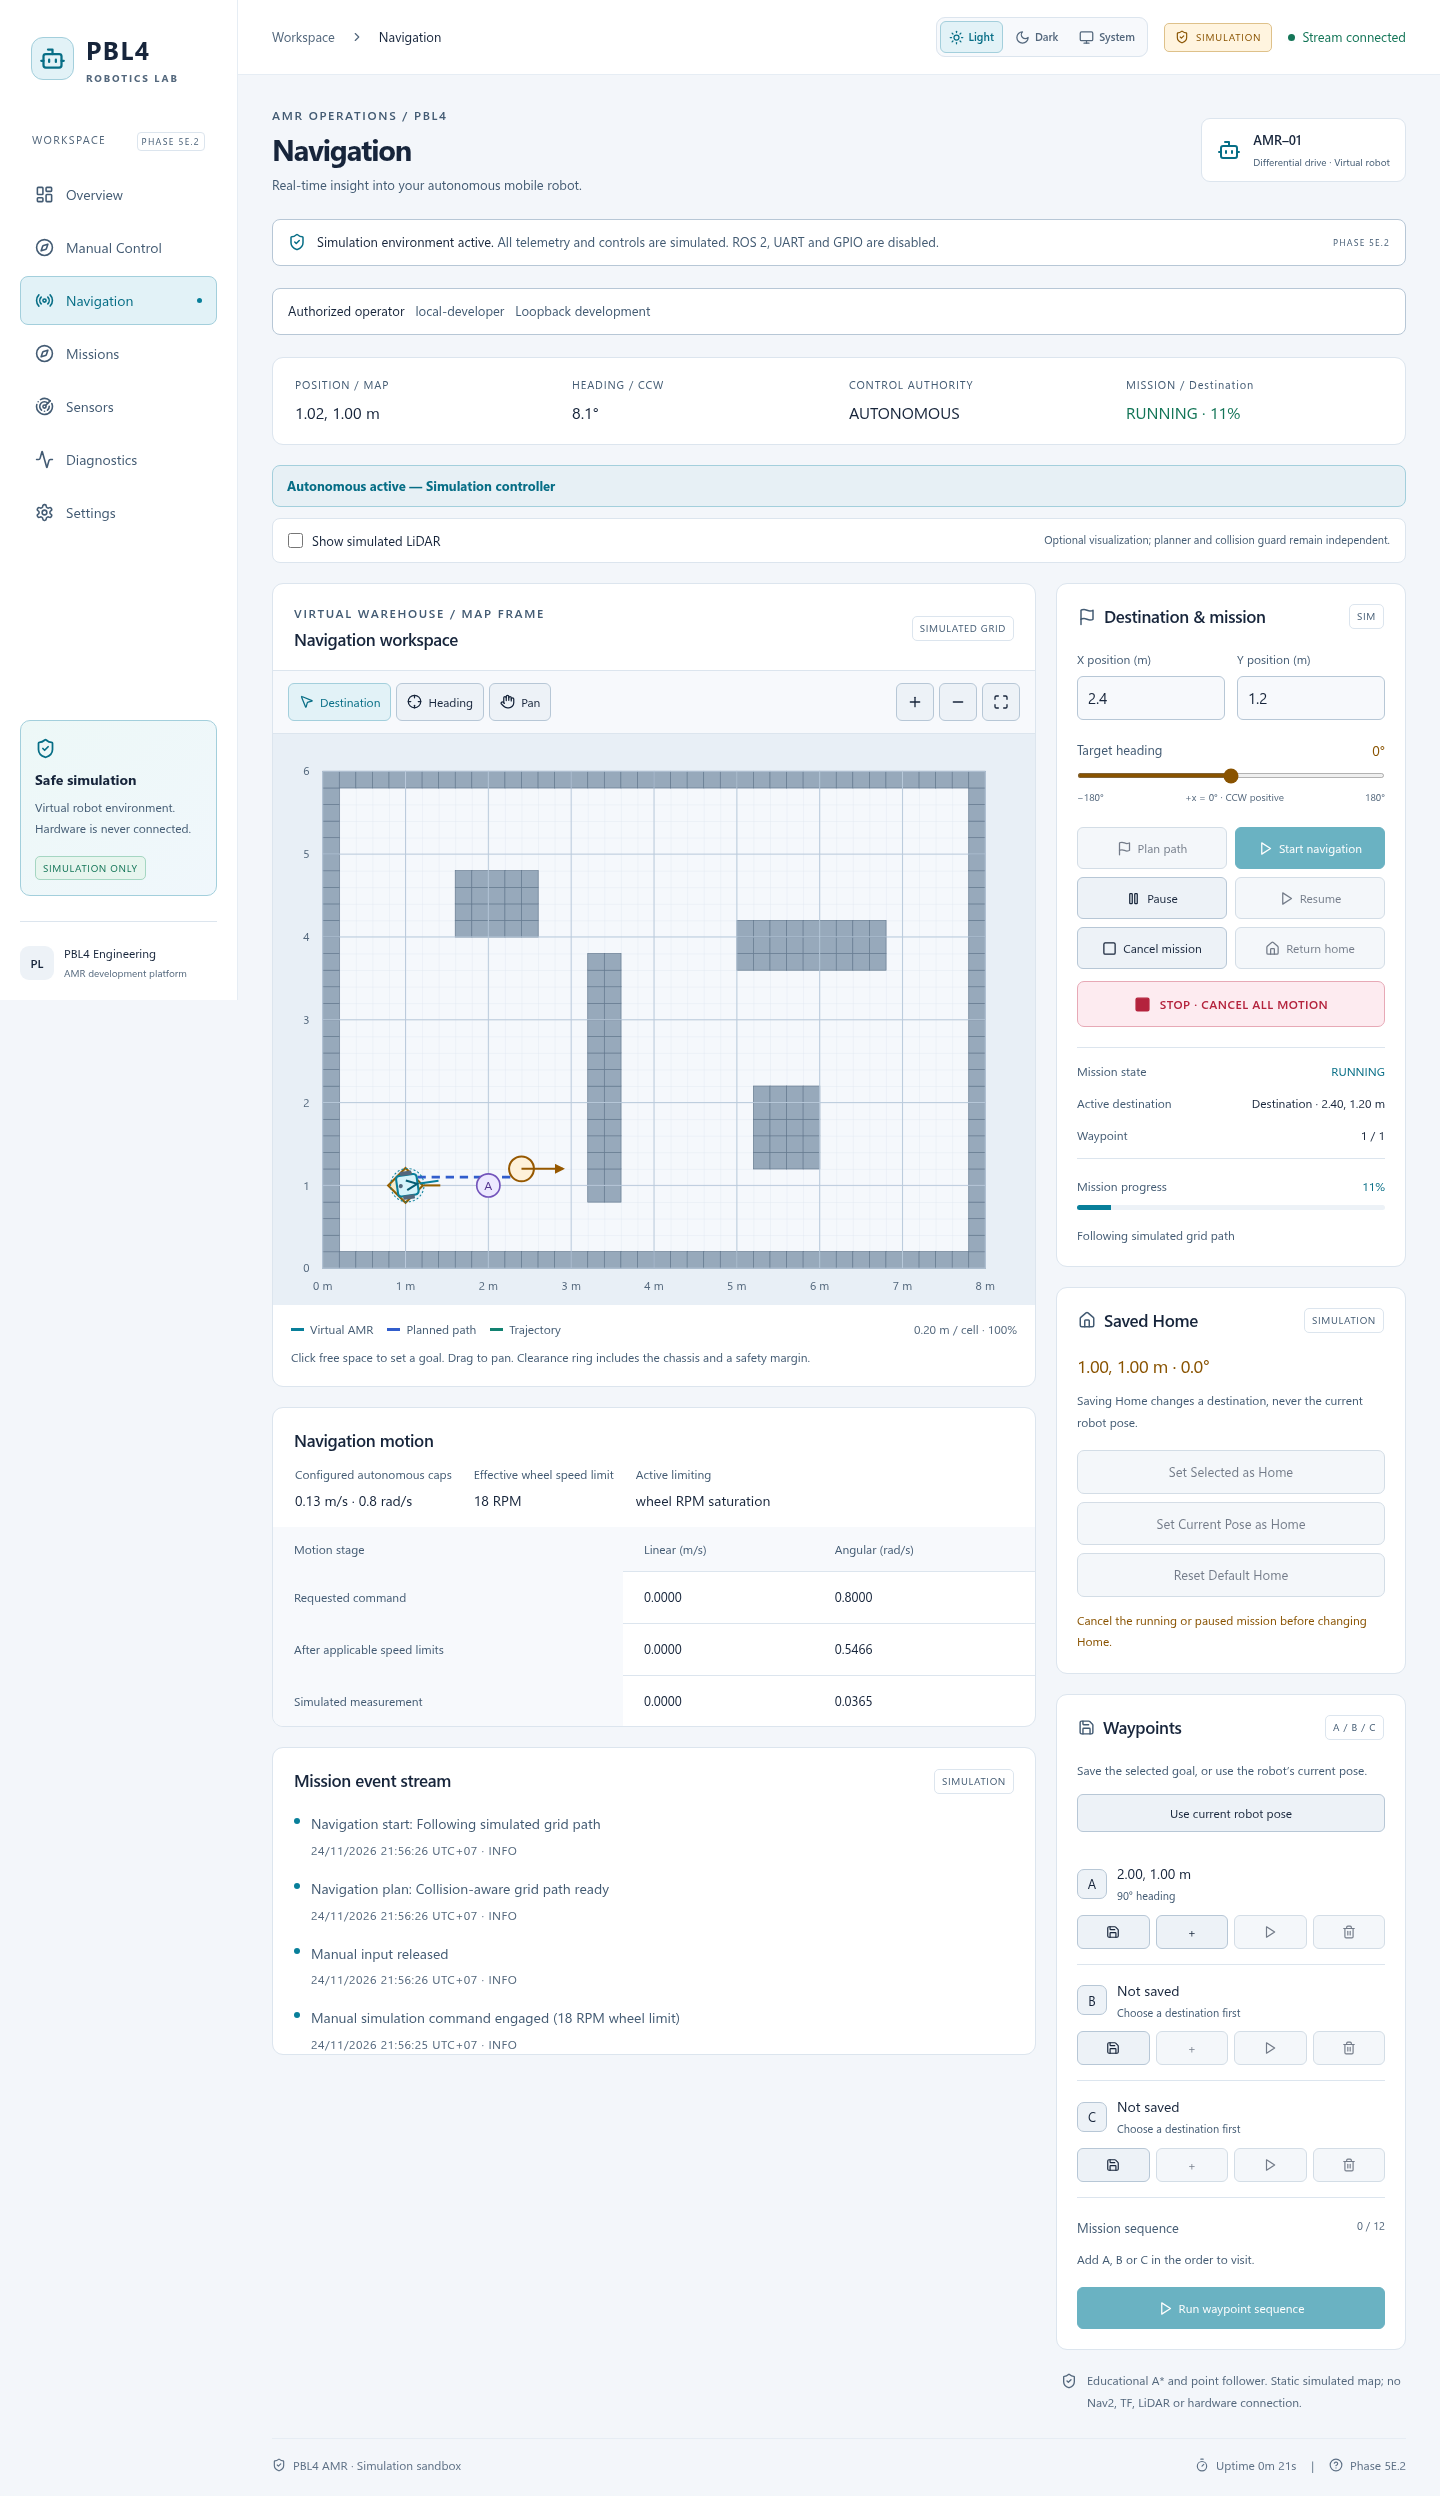 PBL4
ROBOTICS LAB
WORKSPACE
PHASE 5E.2
Overview
Manual Control
Navigation
Missions
Sensors
Diagnostics
Settings
Safe simulation
Virtual robot environment.
Hardware is never connected.
SIMULATION ONLY
PL
PBL4 Engineering
AMR development platform
Workspace > Navigation
Light
Dark
System
SIMULATION
Stream connected
AMR OPERATIONS / PBL4
Navigation
Real-time insight into your autonomous mobile robot.
AMR–01
Differential drive · Virtual robot
Simulation environment active. All telemetry and controls are simulated. ROS 2, UART and GPIO are disabled.
PHASE 5E.2
Authorized operator local-developer Loopback development
POSITION / MAP
1.02, 1.00 m
HEADING / CCW
8.1°
CONTROL AUTHORITY
AUTONOMOUS
MISSION / Destination
RUNNING · 11%
Autonomous active — Simulation controller
Show simulated LiDAR
Optional visualization; planner and collision guard remain independent.
VIRTUAL WAREHOUSE / MAP FRAME
Navigation workspace
SIMULATED GRID
Destination
Heading
Pan
6
5
4
3
2
1
0
A
0 m
1 m
2 m
3 m
4 m
5 m
6 m
7 m
8 m
Virtual AMR
Planned path
Trajectory
0.20 m / cell · 100%
Click free space to set a goal. Drag to pan. Clearance ring includes the chassis and a safety margin.
Navigation motion
Configured autonomous caps
0.13 m/s · 0.8 rad/s
Effective wheel speed limit
18 RPM
Active limiting
wheel RPM saturation
Motion stage Linear (m/s) Angular (rad/s)
Requested command 0.0000 0.8000
After applicable speed limits 0.0000 0.5466
Simulated measurement 0.0000 0.0365
Mission event stream
SIMULATION
Navigation start: Following simulated grid path
24/11/2026 21:56:26 UTC+07 · INFO
Navigation plan: Collision-aware grid path ready
24/11/2026 21:56:26 UTC+07 · INFO
Manual input released
24/11/2026 21:56:26 UTC+07 · INFO
Manual simulation command engaged (18 RPM wheel limit)
24/11/2026 21:56:25 UTC+07 · INFO
Destination & mission
SIM
X position (m)
2.4
Y position (m)
1.2
Target heading
0°
−180°
+x = 0° · CCW positive
180°
Plan path
Start navigation
Pause
Resume
Cancel mission
Return home
STOP · CANCEL ALL MOTION
Mission state RUNNING
Active destination Destination · 2.40, 1.20 m
Waypoint 1 / 1
Mission progress 11%
Following simulated grid path
Saved Home
SIMULATION
1.00, 1.00 m · 0.0°
Saving Home changes a destination, never the current
robot pose.
Set Selected as Home
Set Current Pose as Home
Reset Default Home
Cancel the running or paused mission before changing
Home.
Waypoints
A / B / C
Save the selected goal, or use the robot's current pose.
Use current robot pose
A
2.00, 1.00 m
90° heading
+
B
Not saved
Choose a destination first
+
C
Not saved
Choose a destination first
+
Mission sequence
0 / 12
Add A, B or C in the order to visit.
Run waypoint sequence
Educational A* and point follower. Static simulated map; no
Nav2, TF, LiDAR or hardware connection.
PBL4 AMR · Simulation sandbox
Uptime 0m 21s | Phase 5E.2